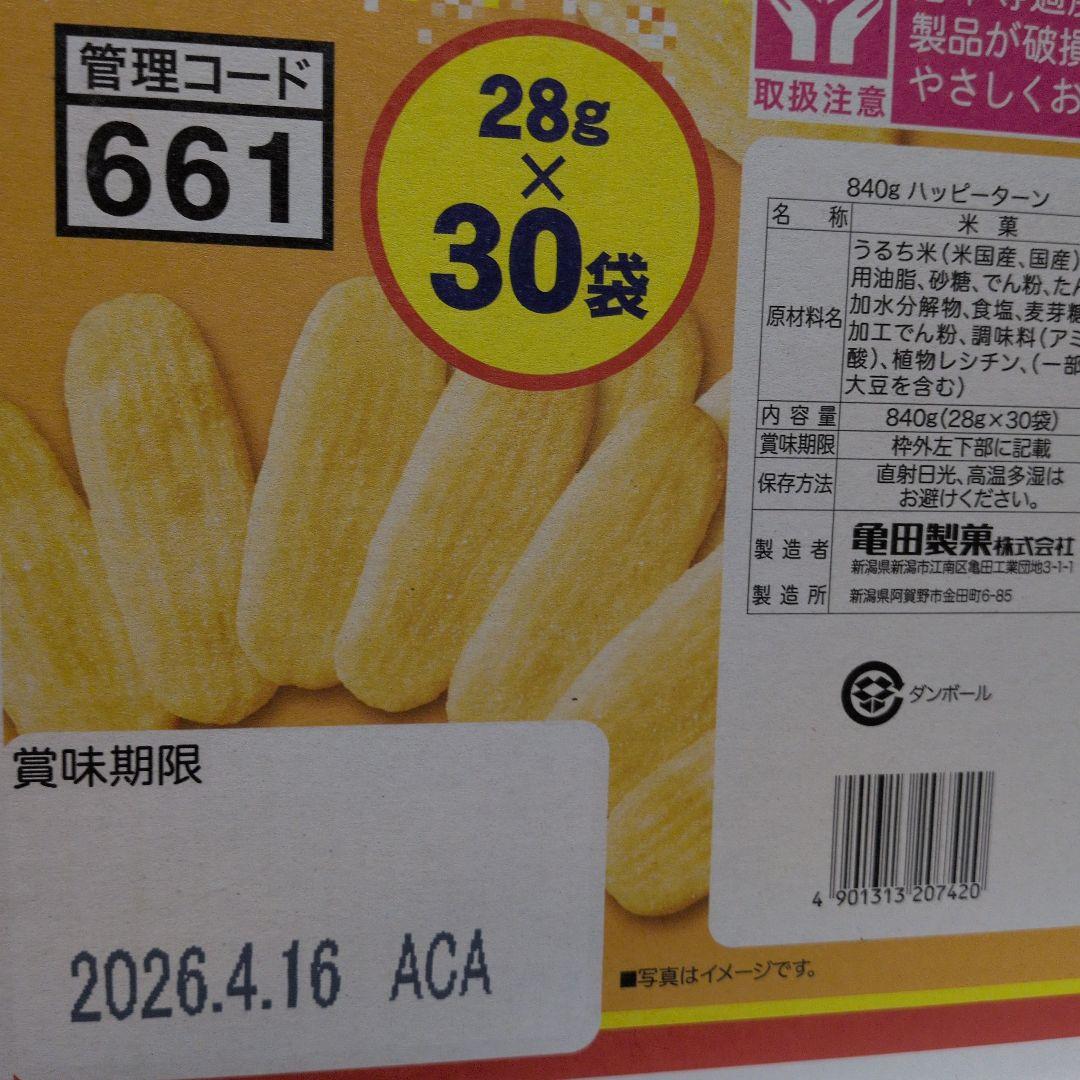 管理コード
661
28g
×
30袋
取扱注意
製品が破損
やさしくお
840g ハッピーターン
名 称 米 菓
原材料名 うるち米(米国産、国産)
用油脂、砂糖、でん粉、たん
加水分解物、食塩、麦芽糖
加工でん粉、調味料(アミ
酸)、植物レシチン、(一部
大豆を含む)
内容量 840g(28g×30袋)
賞味期限 枠外左下部に記載
保存方法 直射日光、高温多湿は
お避けください。
製造者 亀田製菓株式会社
新潟県新潟市江南区亀田工業団地3-1-1
製造所 新潟県阿賀野市金田町6-85
ダンボール
4 901313 207420
賞味期限
2026.4.16 ACA
■写真はイメージです。